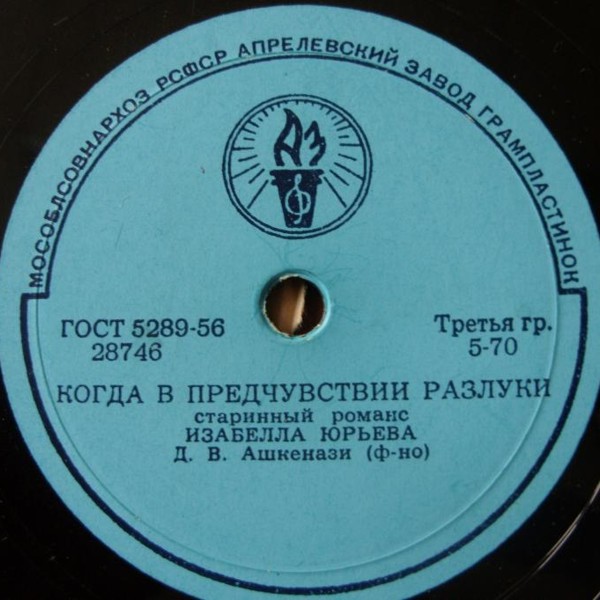 МОСОБЛСОВНАРХОЗ РСФСР АПРЕЛЕВСКИЙ ЗАВОД ГРАМПЛАСТИНОК
АЗ
ГОСТ 5289-56
28746
Третья гр.
5-70
КОГДА В ПРЕДЧУВСТВИИ РАЗЛУКИ
старинный романс
ИЗАБЕЛЛА ЮРЬЕВА
Д. В. Ашкенази (ф-но)